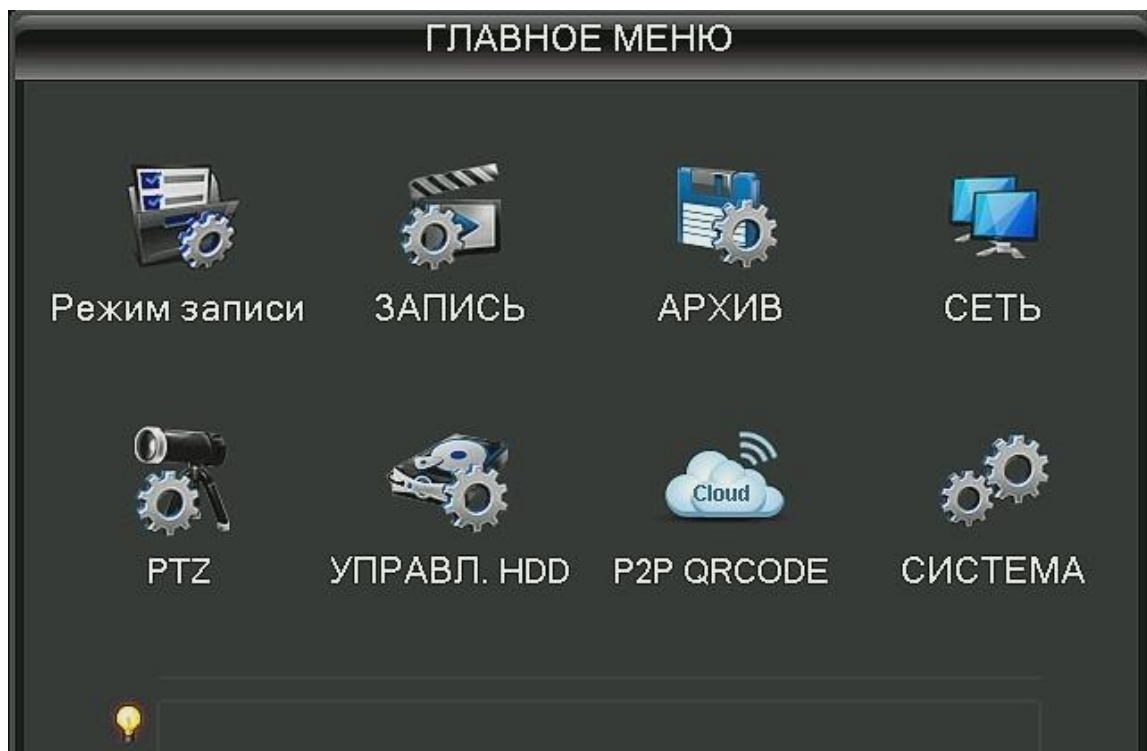 ГЛАВНОЕ МЕНЮ
Режим записи ЗАПИСЬ АРХИВ СЕТЬ
Cloud
PTZ УПРАВЛ. HDD P2P QRCODE СИСТЕМА